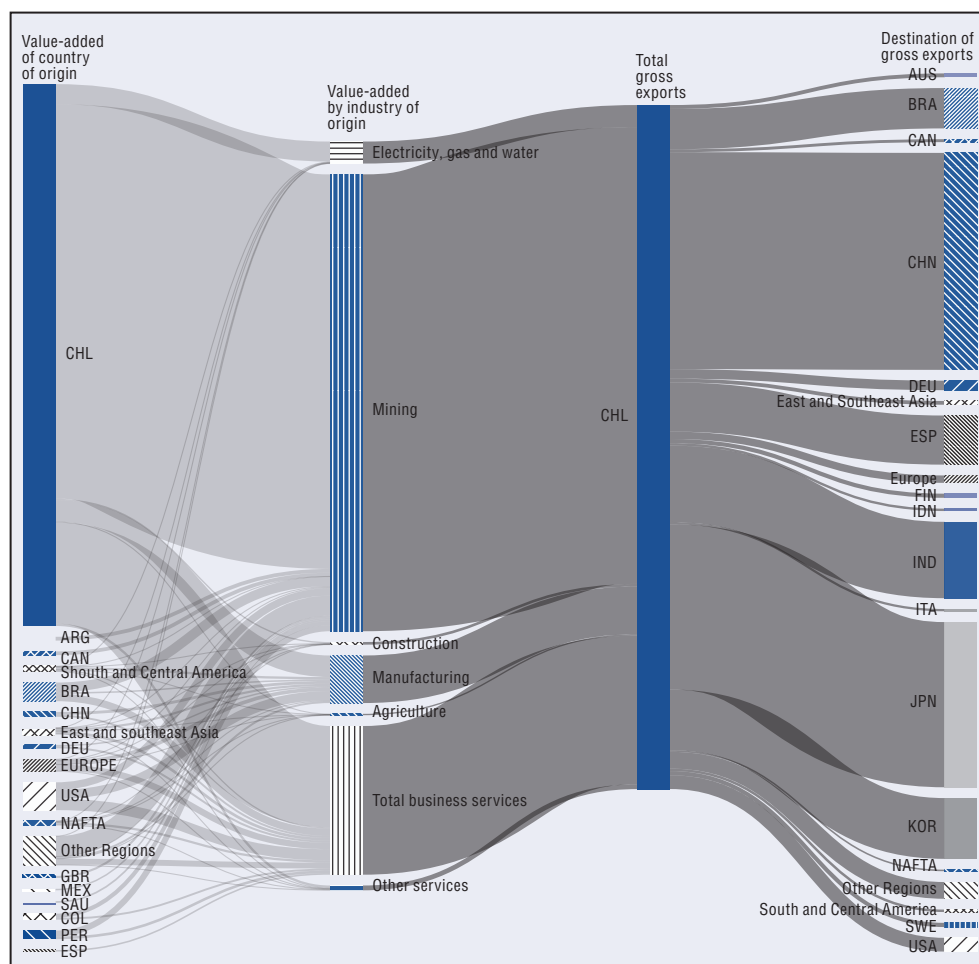 Value-added
of country
of origin
CHL
ARG
CAN
Shouth and Central America
BRA
CHN
East and southeast Asia
DEU
EUROPE
USA
NAFTA
Other Regions
GBR
MEX
SAU
COL
PER
ESP
Value-added
by industry of
origin
Electricity, gas and water
Mining
Construction
Manufacturing
Agriculture
Total business services
Other services
Total
gross
exports
CHL
Destination of
gross exports
AUS
BRA
CAN
CHN
DEU
East and Southeast Asia
ESP
Europe
FIN
IDN
IND
ITA
JPN
KOR
NAFTA
Other Regions
South and Central America
SWE
USA